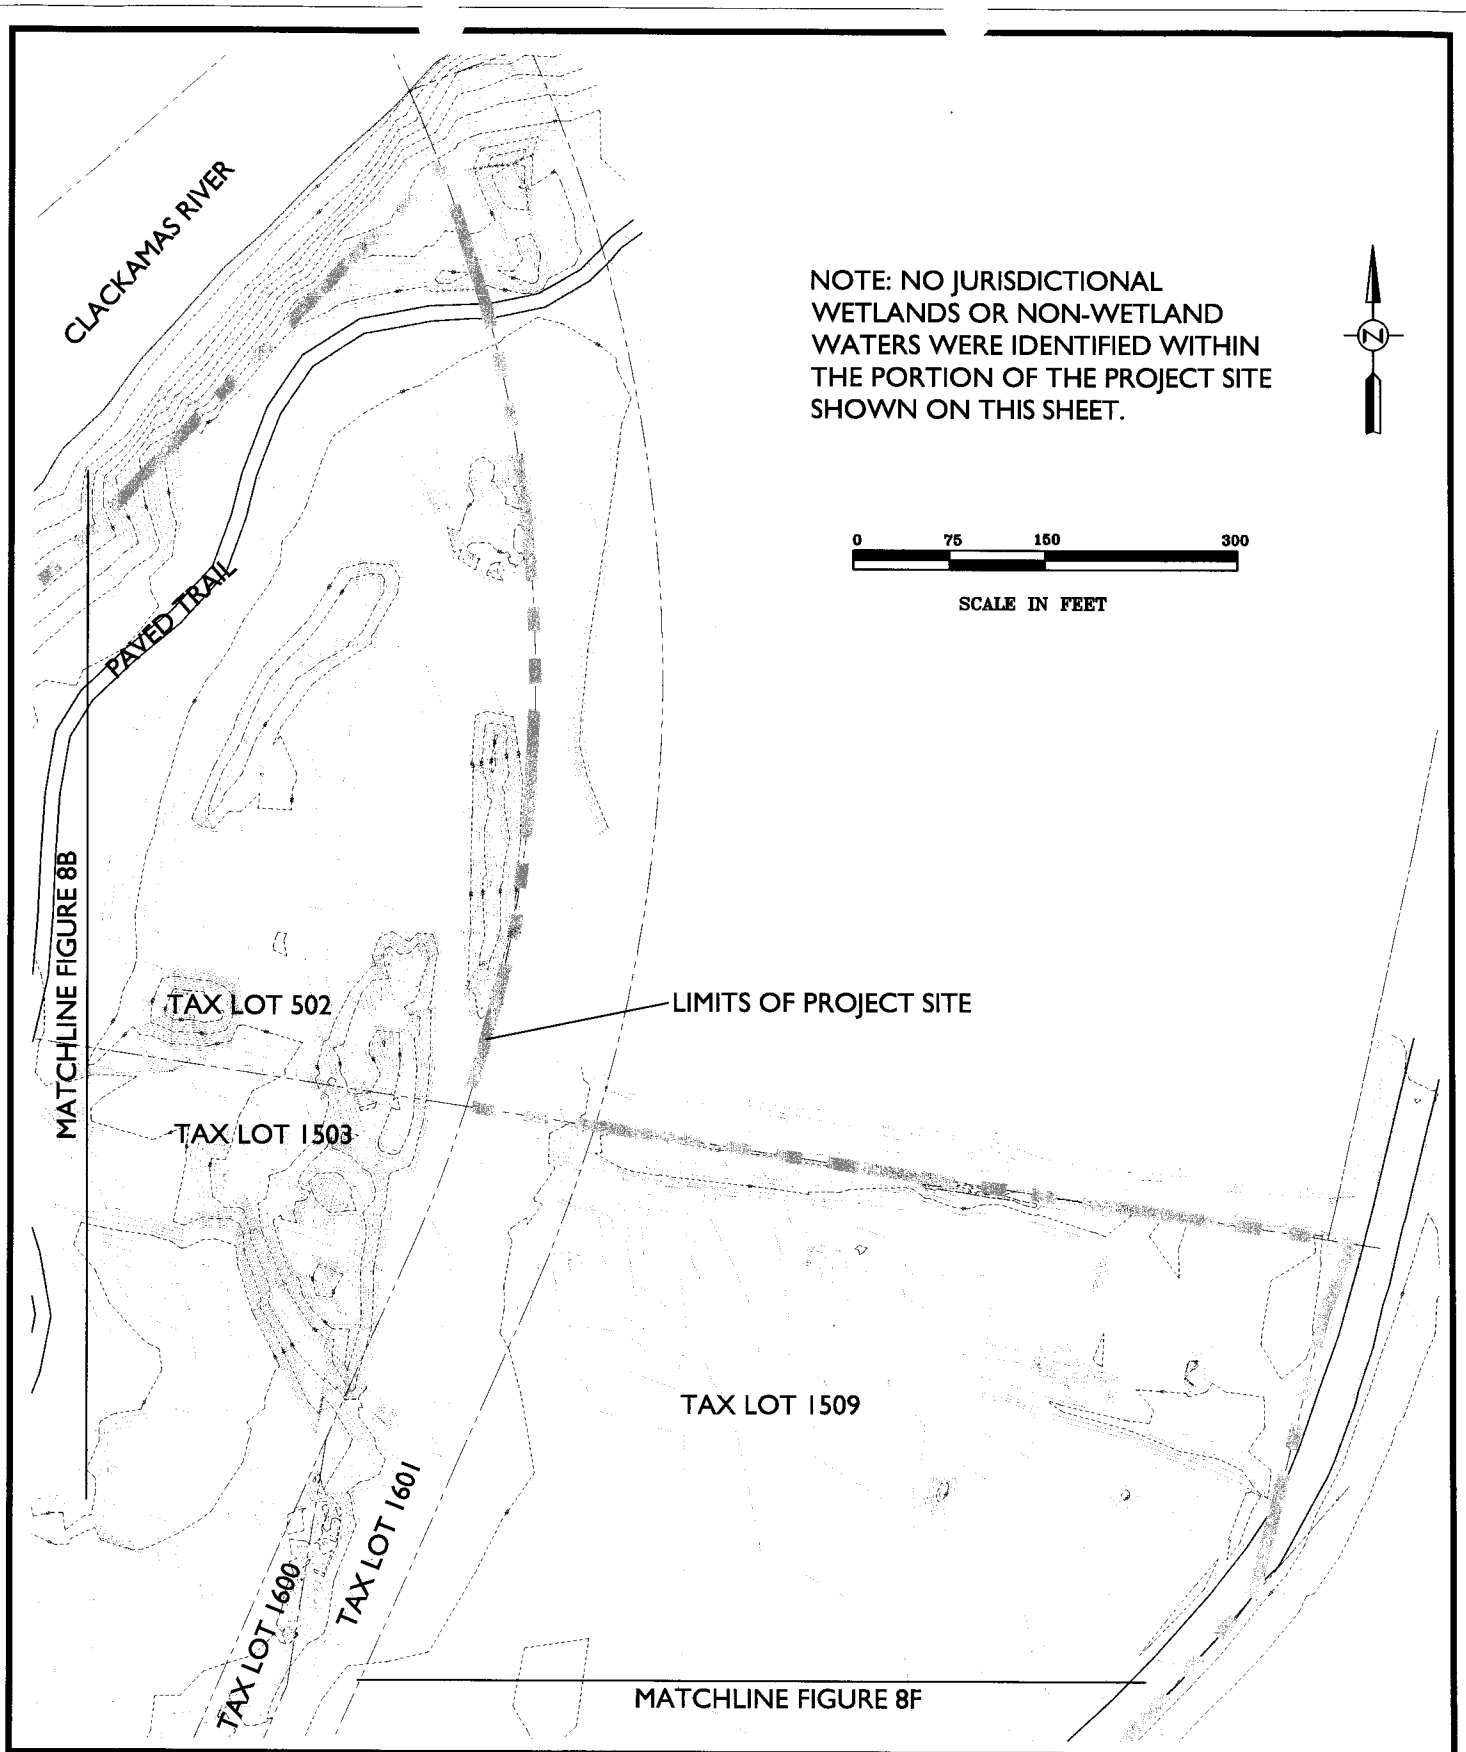 CLACKAMAS RIVER
NOTE: NO JURISDICTIONAL
WETLANDS OR NON-WETLAND
WATERS WERE IDENTIFIED WITHIN
THE PORTION OF THE PROJECT SITE
SHOWN ON THIS SHEET.
N
0 75 150 300
SCALE IN FEET
PAVED TRAIL
MATCHLINE FIGURE 8B
TAX LOT 502
LIMITS OF PROJECT SITE
TAX LOT 1503
TAX LOT 1509
TAX LOT 1601
TAX LOT 1600
MATCHLINE FIGURE 8F